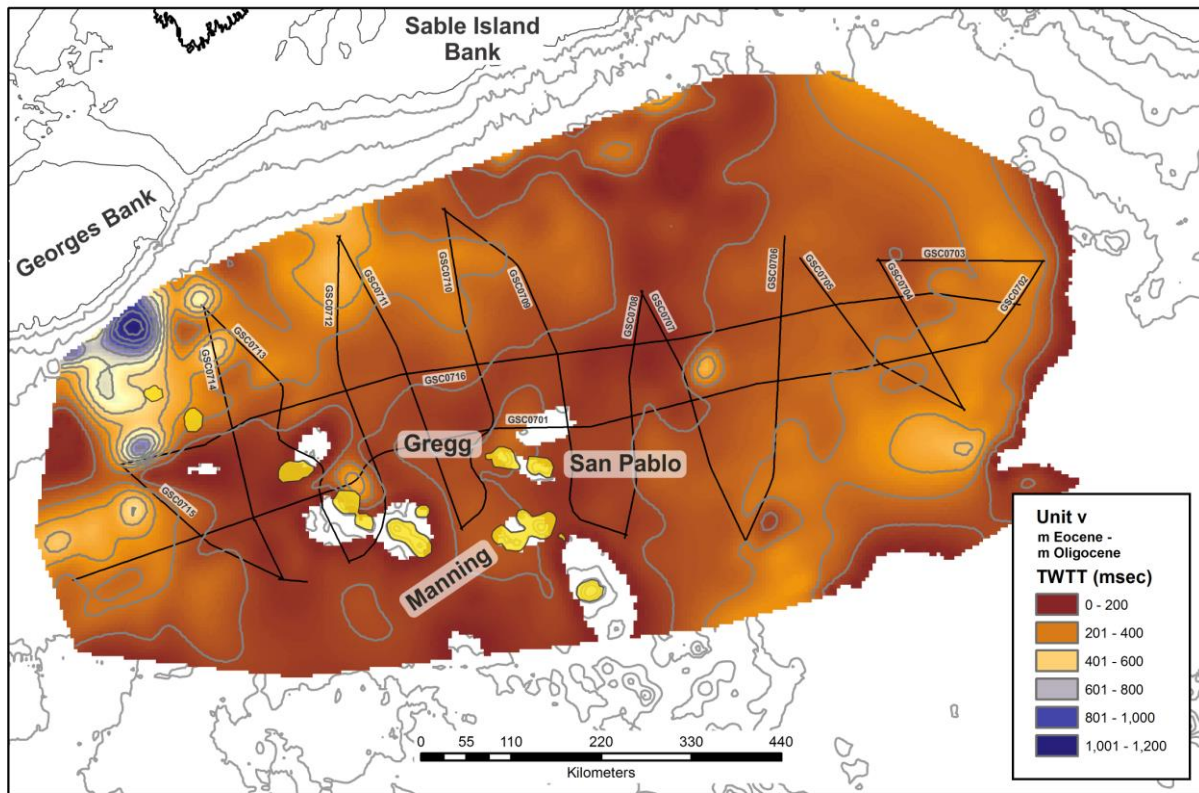 Sable Island
Bank
Georges Bank
GSC0703
GSC0706
GSC0710
GSC0709
GSC0711
GSC0712
GSC0705
GSC0704
GSC0702
GSC0708
GSC0707
GSC0713
GSC0714
GSC0716
GSC0701
Gregg
San Pablo
GSC0715
Manning
Unit v
m Eocene -
m Oligocene
TWTT (msec)
0 - 200
201 - 400
401 - 600
601 - 800
801 - 1,000
1,001 - 1,200
0 55 110 220 330 440
Kilometers